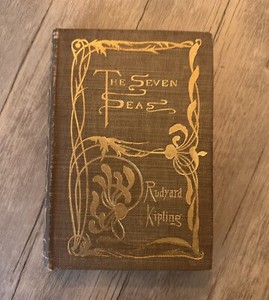 The Seven
Seas
Rudyard
Kipling